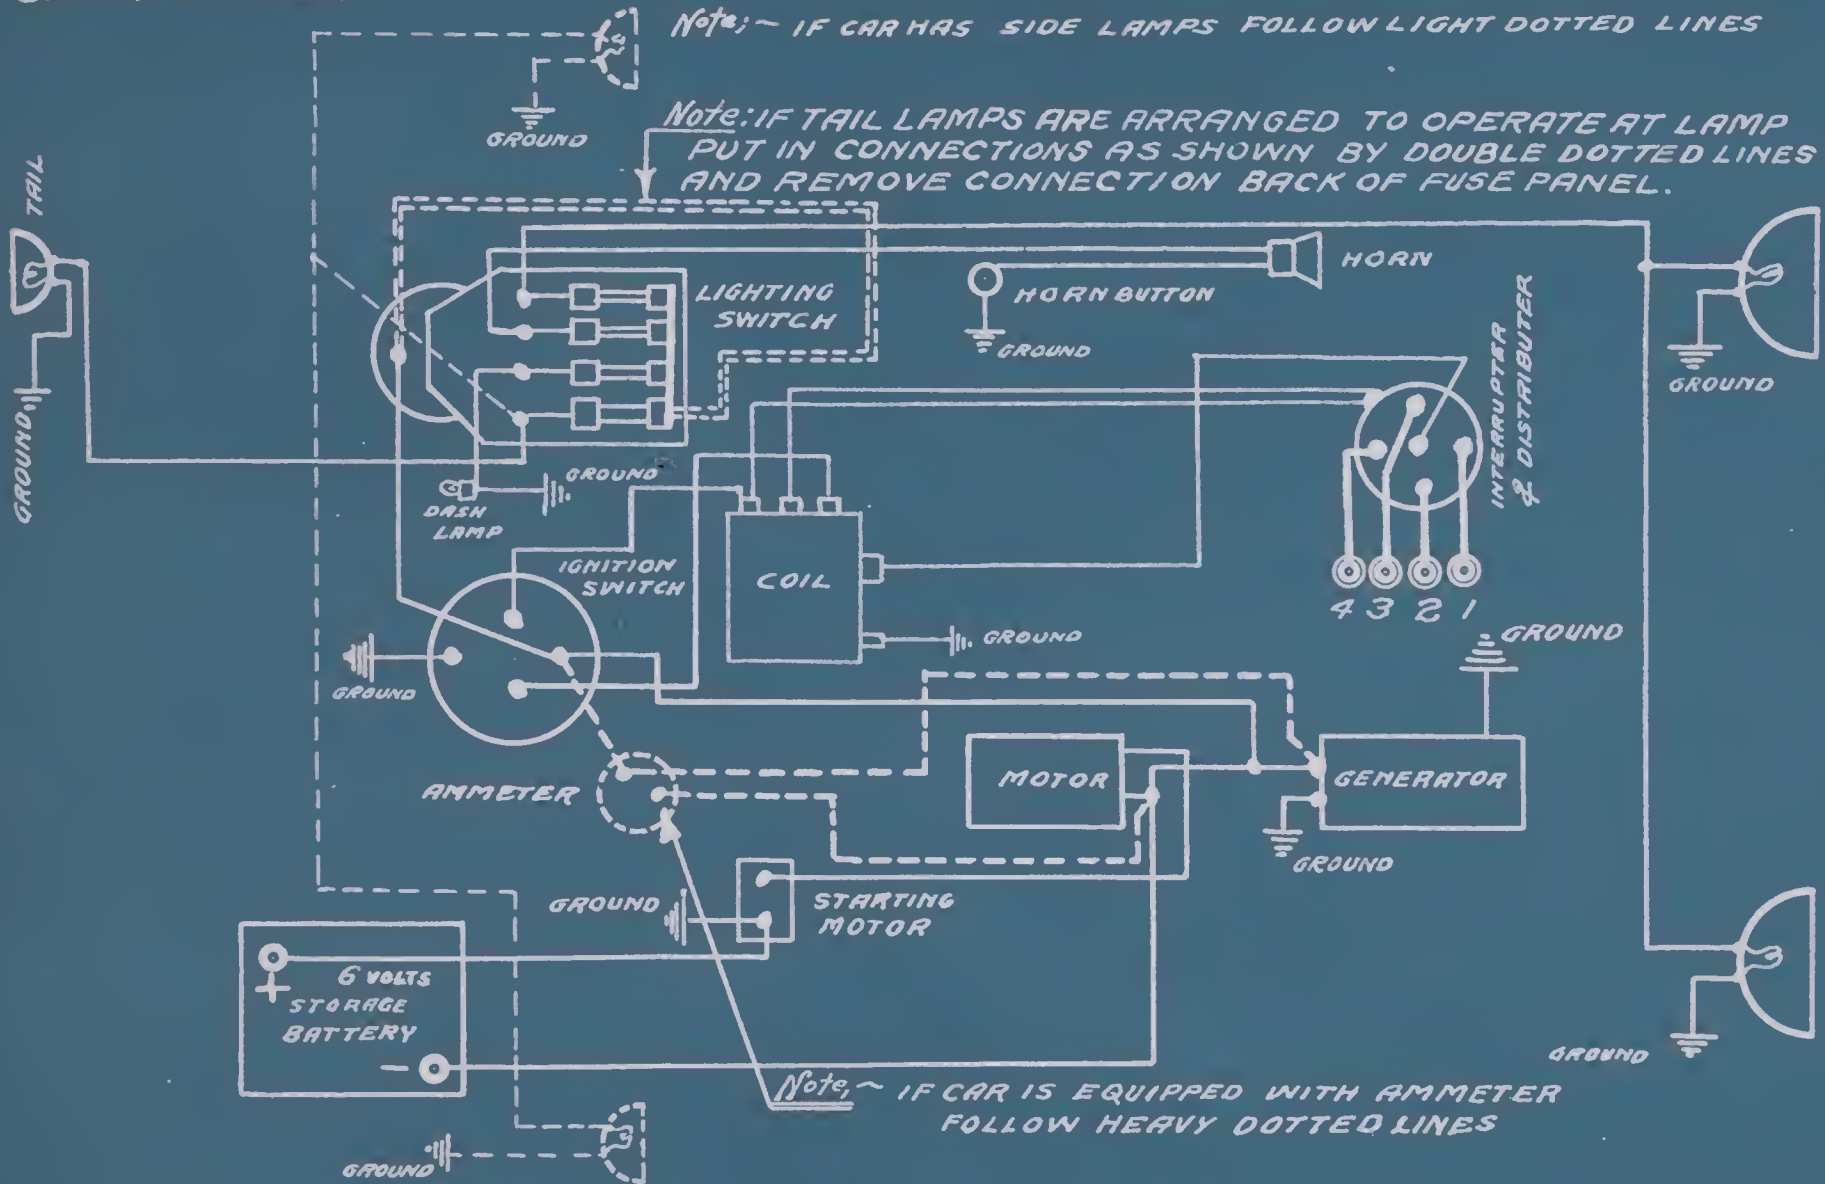 Note;~ IF CAR HAS SIDE LAMPS FOLLOW LIGHT DOTTED LINES
GROUND
Note: IF TAIL LAMPS ARE ARRANGED TO OPERATE AT LAMP
PUT IN CONNECTIONS AS SHOWN BY DOUBLE DOTTED LINES
AND REMOVE CONNECTION BACK OF FUSE PANEL.
TAIL
GROUND
LIGHTING
SWITCH
HORN
HORN BUTTON
GROUND
INTERRUPTER
& DISTRIBUTER
GROUND
GROUND
DASH
LAMP
IGNITION
SWITCH
COIL
4 3 2 1
GROUND
GROUND
GROUND
AMMETER
MOTOR
GENERATOR
GROUND
GROUND
STARTING
MOTOR
+
6 VOLTS
STORAGE
BATTERY
-
GROUND
Note,~ IF CAR IS EQUIPPED WITH AMMETER
FOLLOW HEAVY DOTTED LINES
GROUND